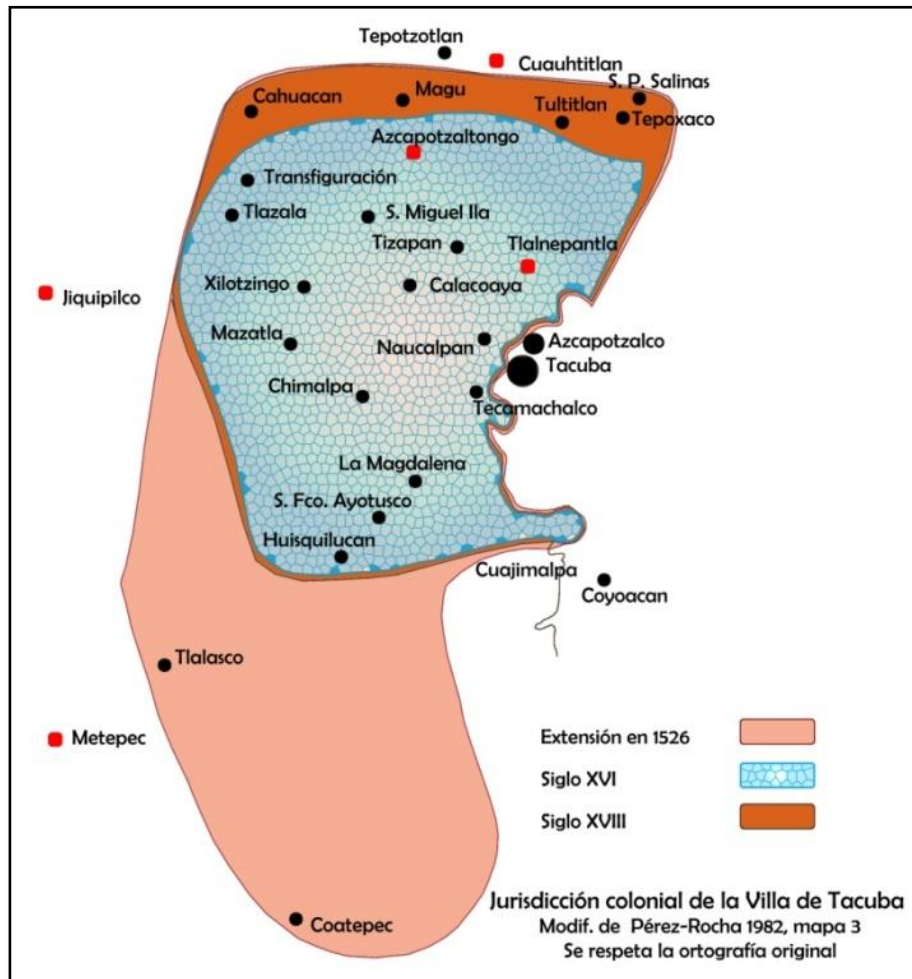 Tepotzotlan
Cuauhtitlan
S. P. Salinas
Cahuacan
Magu
Tultitlan
Tepoxaco
Azcapotzaltongo
Transfiguración
Tlazala
S. Miguel Ila
Tizapan
Tlalnepantla
Jiquipilco
Xilotzingo
Calacoaya
Mazatla
Naucalpan
Azcapotzalco
Tacuba
Chimalpa
Tecamachalco
La Magdalena
S. Fco. Ayotusco
Huisquilucan
Cuajimalpa
Coyoacan
Tlalasco
Metepec
Coatepec
Extensión en 1526
Siglo XVI
Siglo XVIII
Jurisdicción colonial de la Villa de Tacuba
Modif. de Pérez-Rocha 1982, mapa 3
Se respeta la ortografía original